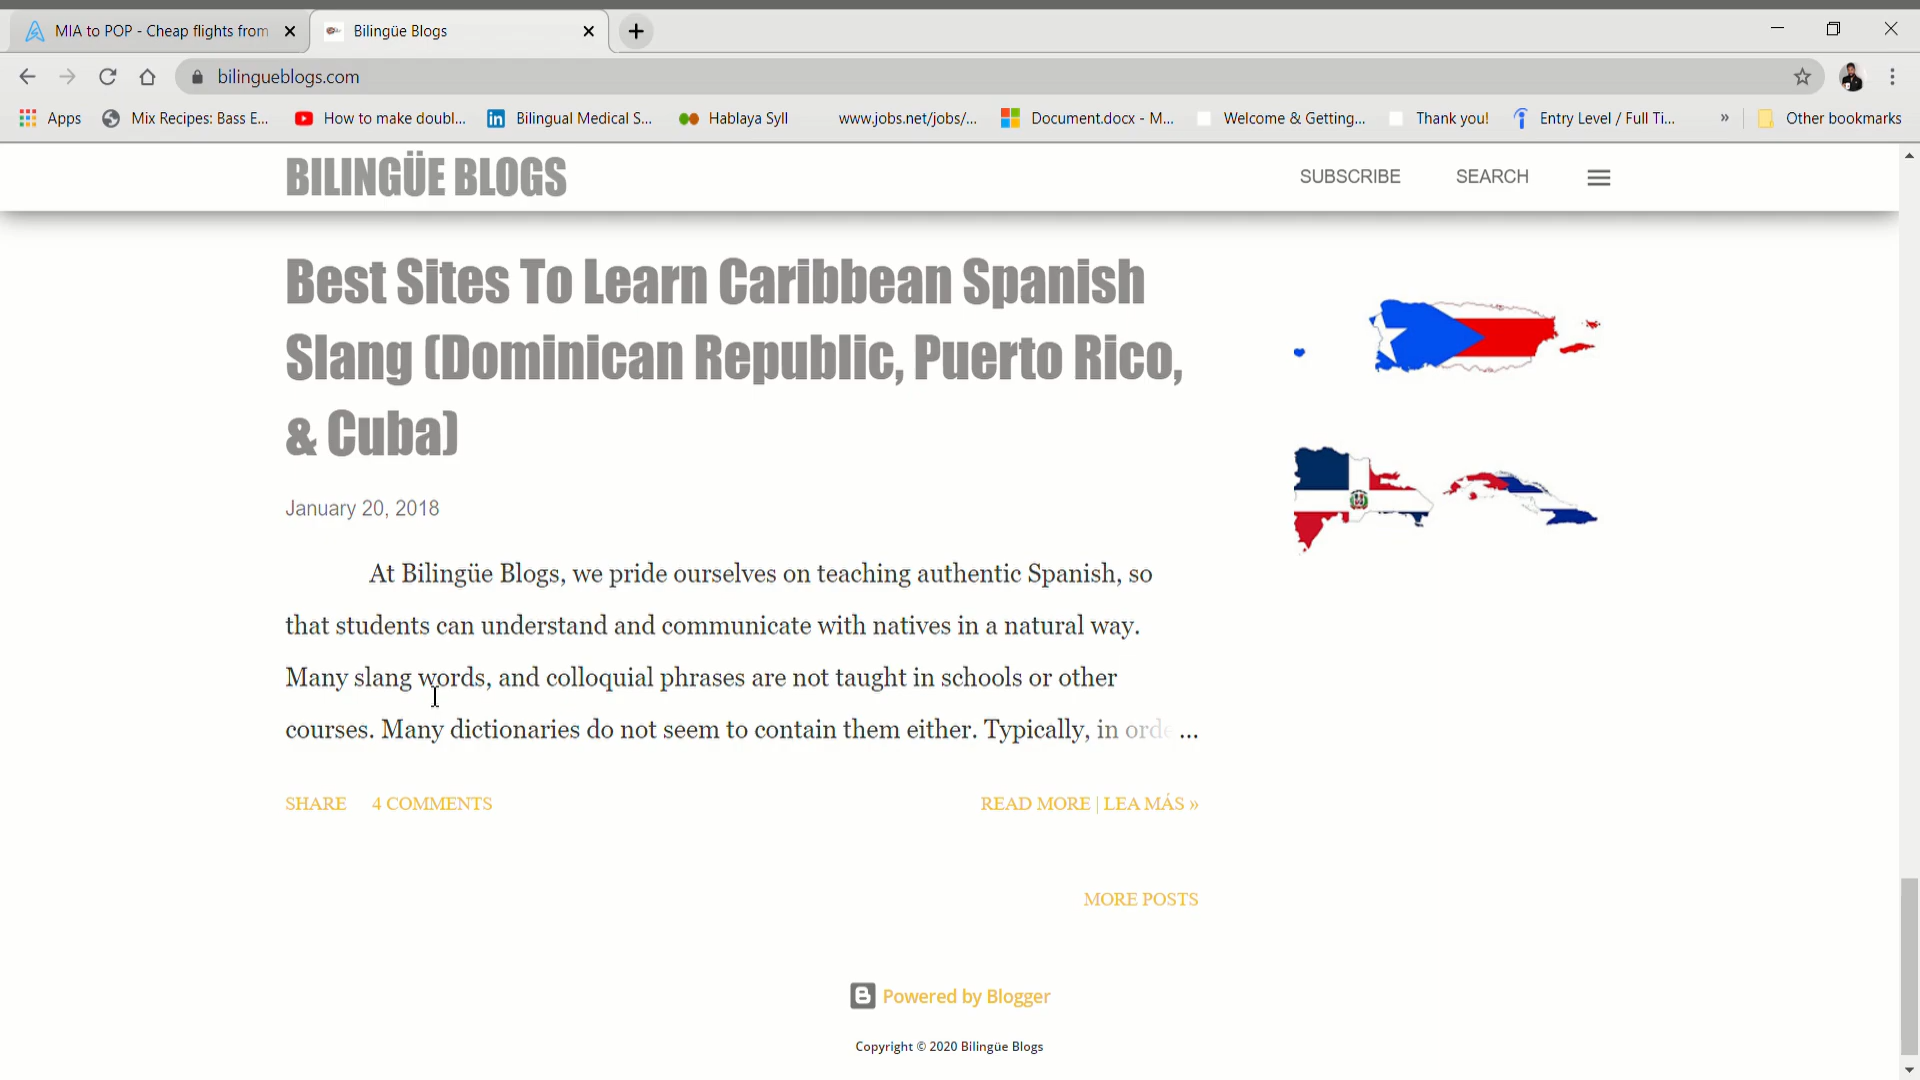 MIA to POP - Cheap flights from
Bilingüe Blogs
bilingueblogs.com
Apps
Mix Recipes: Bass E...
How to make doubl...
Bilingual Medical S...
Hablaya Syll
www.jobs.net/jobs/...
Document.docx - M...
Welcome & Getting...
Thank you!
Entry Level / Full Ti...
»
Other bookmarks
BILINGÜE BLOGS
SUBSCRIBE
SEARCH
Best Sites To Learn Caribbean Spanish
Slang (Dominican Republic, Puerto Rico,
& Cuba)
January 20, 2018
At Bilingüe Blogs, we pride ourselves on teaching authentic Spanish, so
that students can understand and communicate with natives in a natural way.
Many slang words, and colloquial phrases are not taught in schools or other
courses. Many dictionaries do not seem to contain them either. Typically, in orde ...
SHARE
4 COMMENTS
READ MORE | LEA MÁS »
MORE POSTS
Powered by Blogger
Copyright © 2020 Bilingüe Blogs